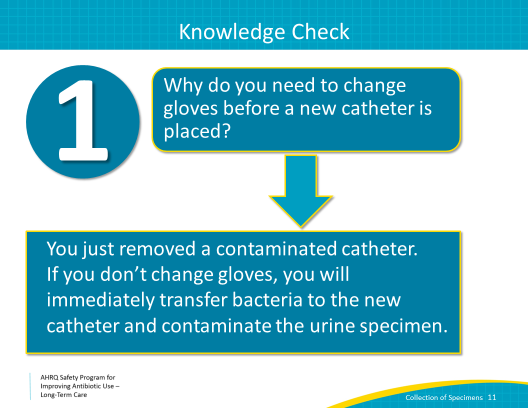 Knowledge Check
1
Why do you need to change
gloves before a new catheter is
placed?
You just removed a contaminated catheter.
If you don’t change gloves, you will
immediately transfer bacteria to the new
catheter and contaminate the urine specimen.
AHRQ Safety Program for
Improving Antibiotic Use –
Long-Term Care
Collection of Specimens 11